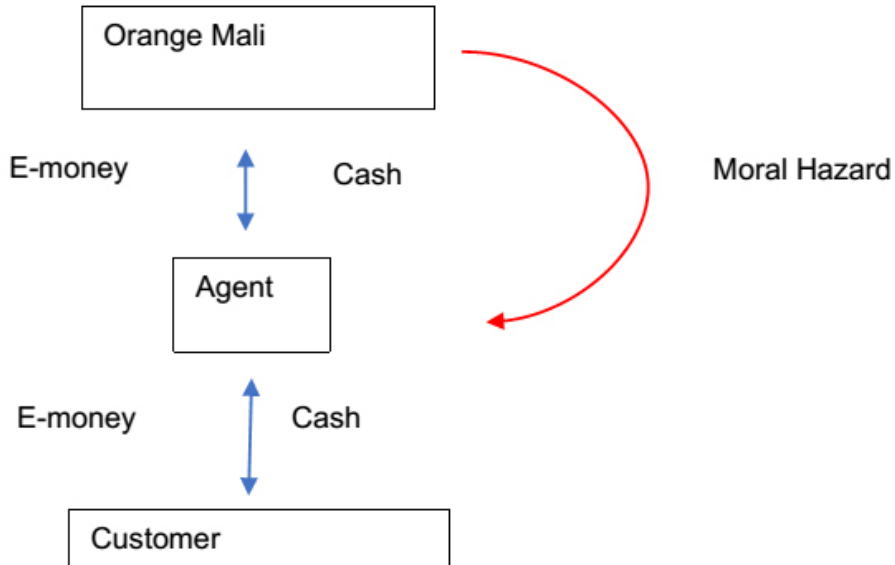 Orange Mali
E-money
Cash
Moral Hazard
Agent
E-money
Cash
Customer